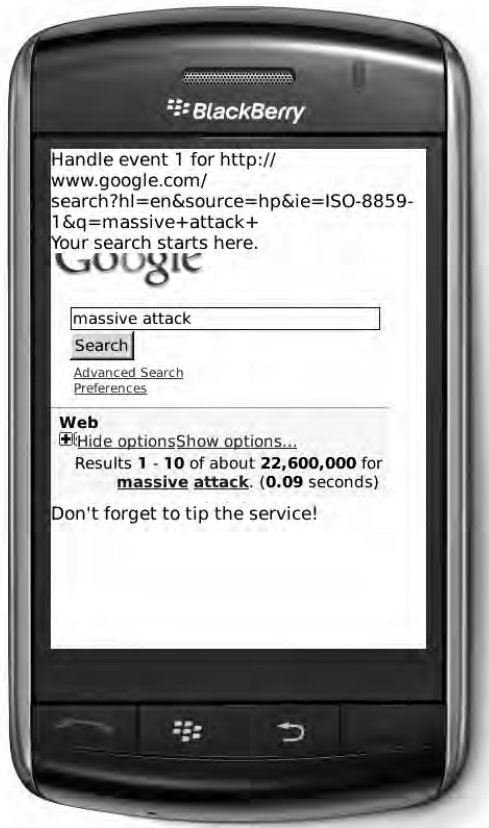 BlackBerry
Handle event 1 for http://
www.google.com/
search?hl=en&source=hp&ie=ISO-8859-
1&q=massive+attack+
Your search starts here.
Google
massive attack
Search
Advanced Search
Preferences
Web
Hide optionsShow options...
Results 1 - 10 of about 22,600,000 for
massive attack. (0.09 seconds)
Don't forget to tip the service!